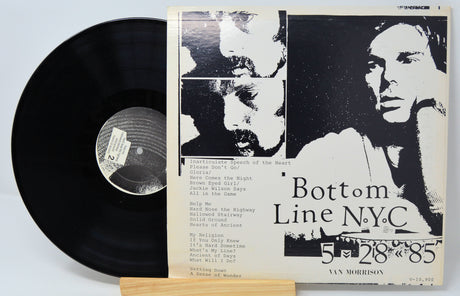 Inarticulate Speech of the Heart
Please Don't Go/
Gloria/
Here Comes the Night
Brown Eyed Girl/
Jackie Wilson Says
All in the Game
Help Me
Hard Nose the Highway
Hallowed Stairway
Solid Ground
Hearts of Ancient
My Religion
If You Only Knew
It's Hard Sometime
What's My Line?
Ancient of Days
What Will I Do?
Setting Down
A Sense of Wonder
Bottom
Line N.Y.C
5 28 85
VAN MORRISON
2